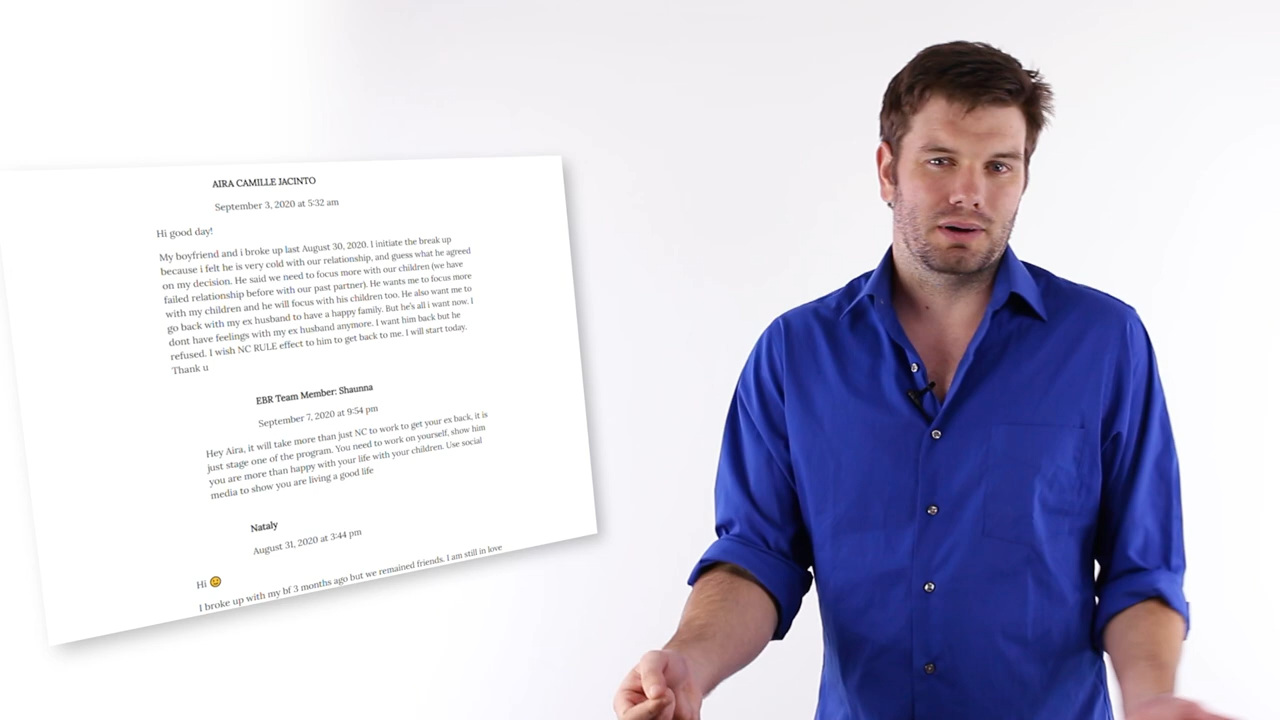 AIRA CAMILLE JACINTO
September 3, 2020 at 5:32 am
Hi good day!
My boyfriend and i broke up last August 30, 2020. I initiate the break up
because i felt he is very cold with our relationship, and guess what he agreed
on my decision. He said we need to focus more with our children (we have
failed relationship before with our past partner). He wants me to focus more
with my children and he will focus with his children too. He also want me to
go back with my ex husband to have a happy family. But he's all i want now. I
dont have feelings with my ex husband anymore. I want him back but he
refused. I wish NC RULE effect to him to get back to me. I will start today.
Thank u
EBR Team Member: Shaunna
September 7, 2020 at 9:54 pm
Hey Aira, it will take more than just NC to work to get your ex back, it is
just stage one of the program. You need to work on yourself, show him
you are more than happy with your life with your children. Use social
media to show you are living a good life
Nataly
August 31, 2020 at 3:44 pm
Hi 🙂
I broke up with my bf 3 months ago but we remained friends. I am still in love